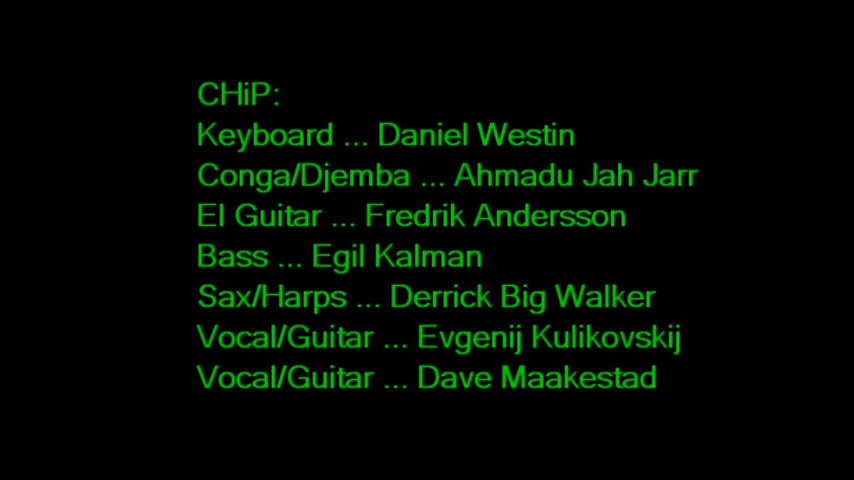 CHiP:
Keyboard ... Daniel Westin
Conga/Djemba ... Ahmadu Jah Jarr
El Guitar ... Fredrik Andersson
Bass ... Egil Kalman
Sax/Harps ... Derrick Big Walker
Vocal/Guitar ... Evgenij Kulikovskij
Vocal/Guitar ... Dave Maakestad